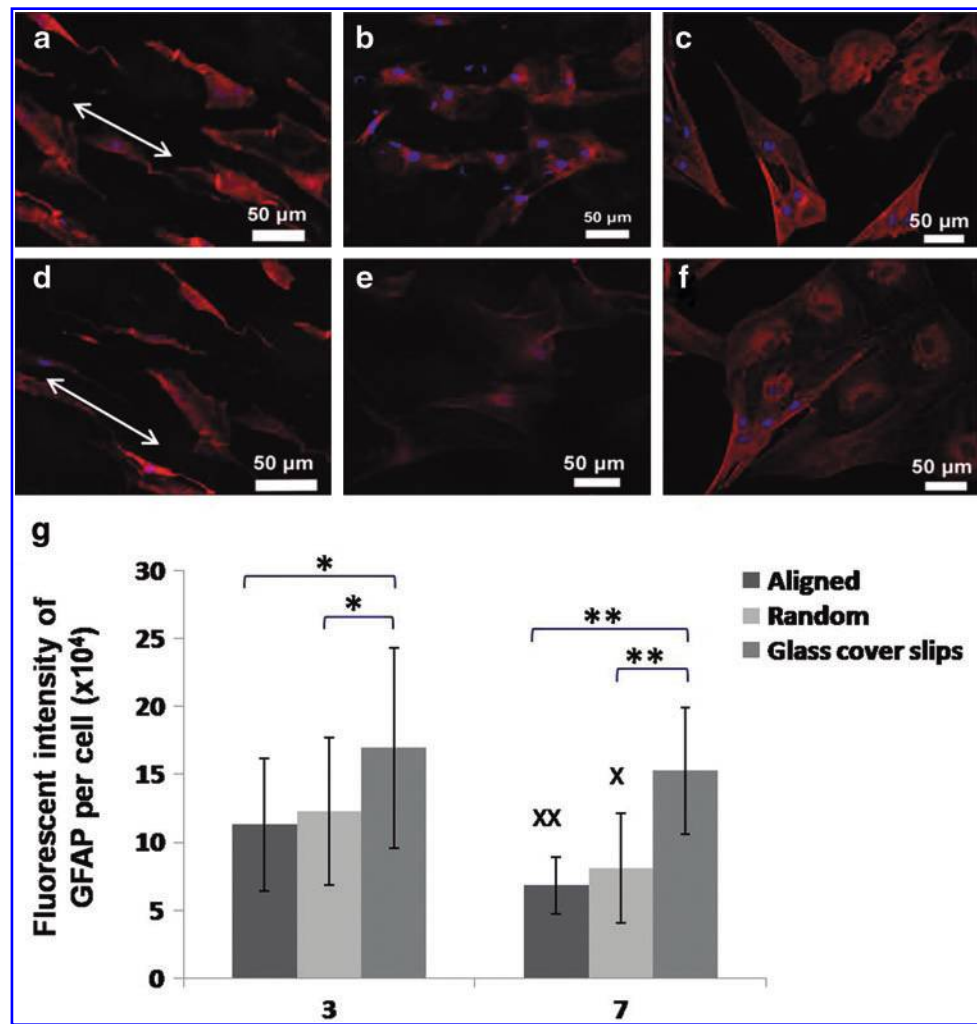 a
50 µm
b
50 µm
c
50 µm
d
50 µm
e
50 µm
f
50 µm
g
Fluorescent intensity of
GFAP per cell (x10⁴)
30
25
20
15
10
5
0
*
*
**
**
XX
X
Aligned
Random
Glass cover slips
3
7